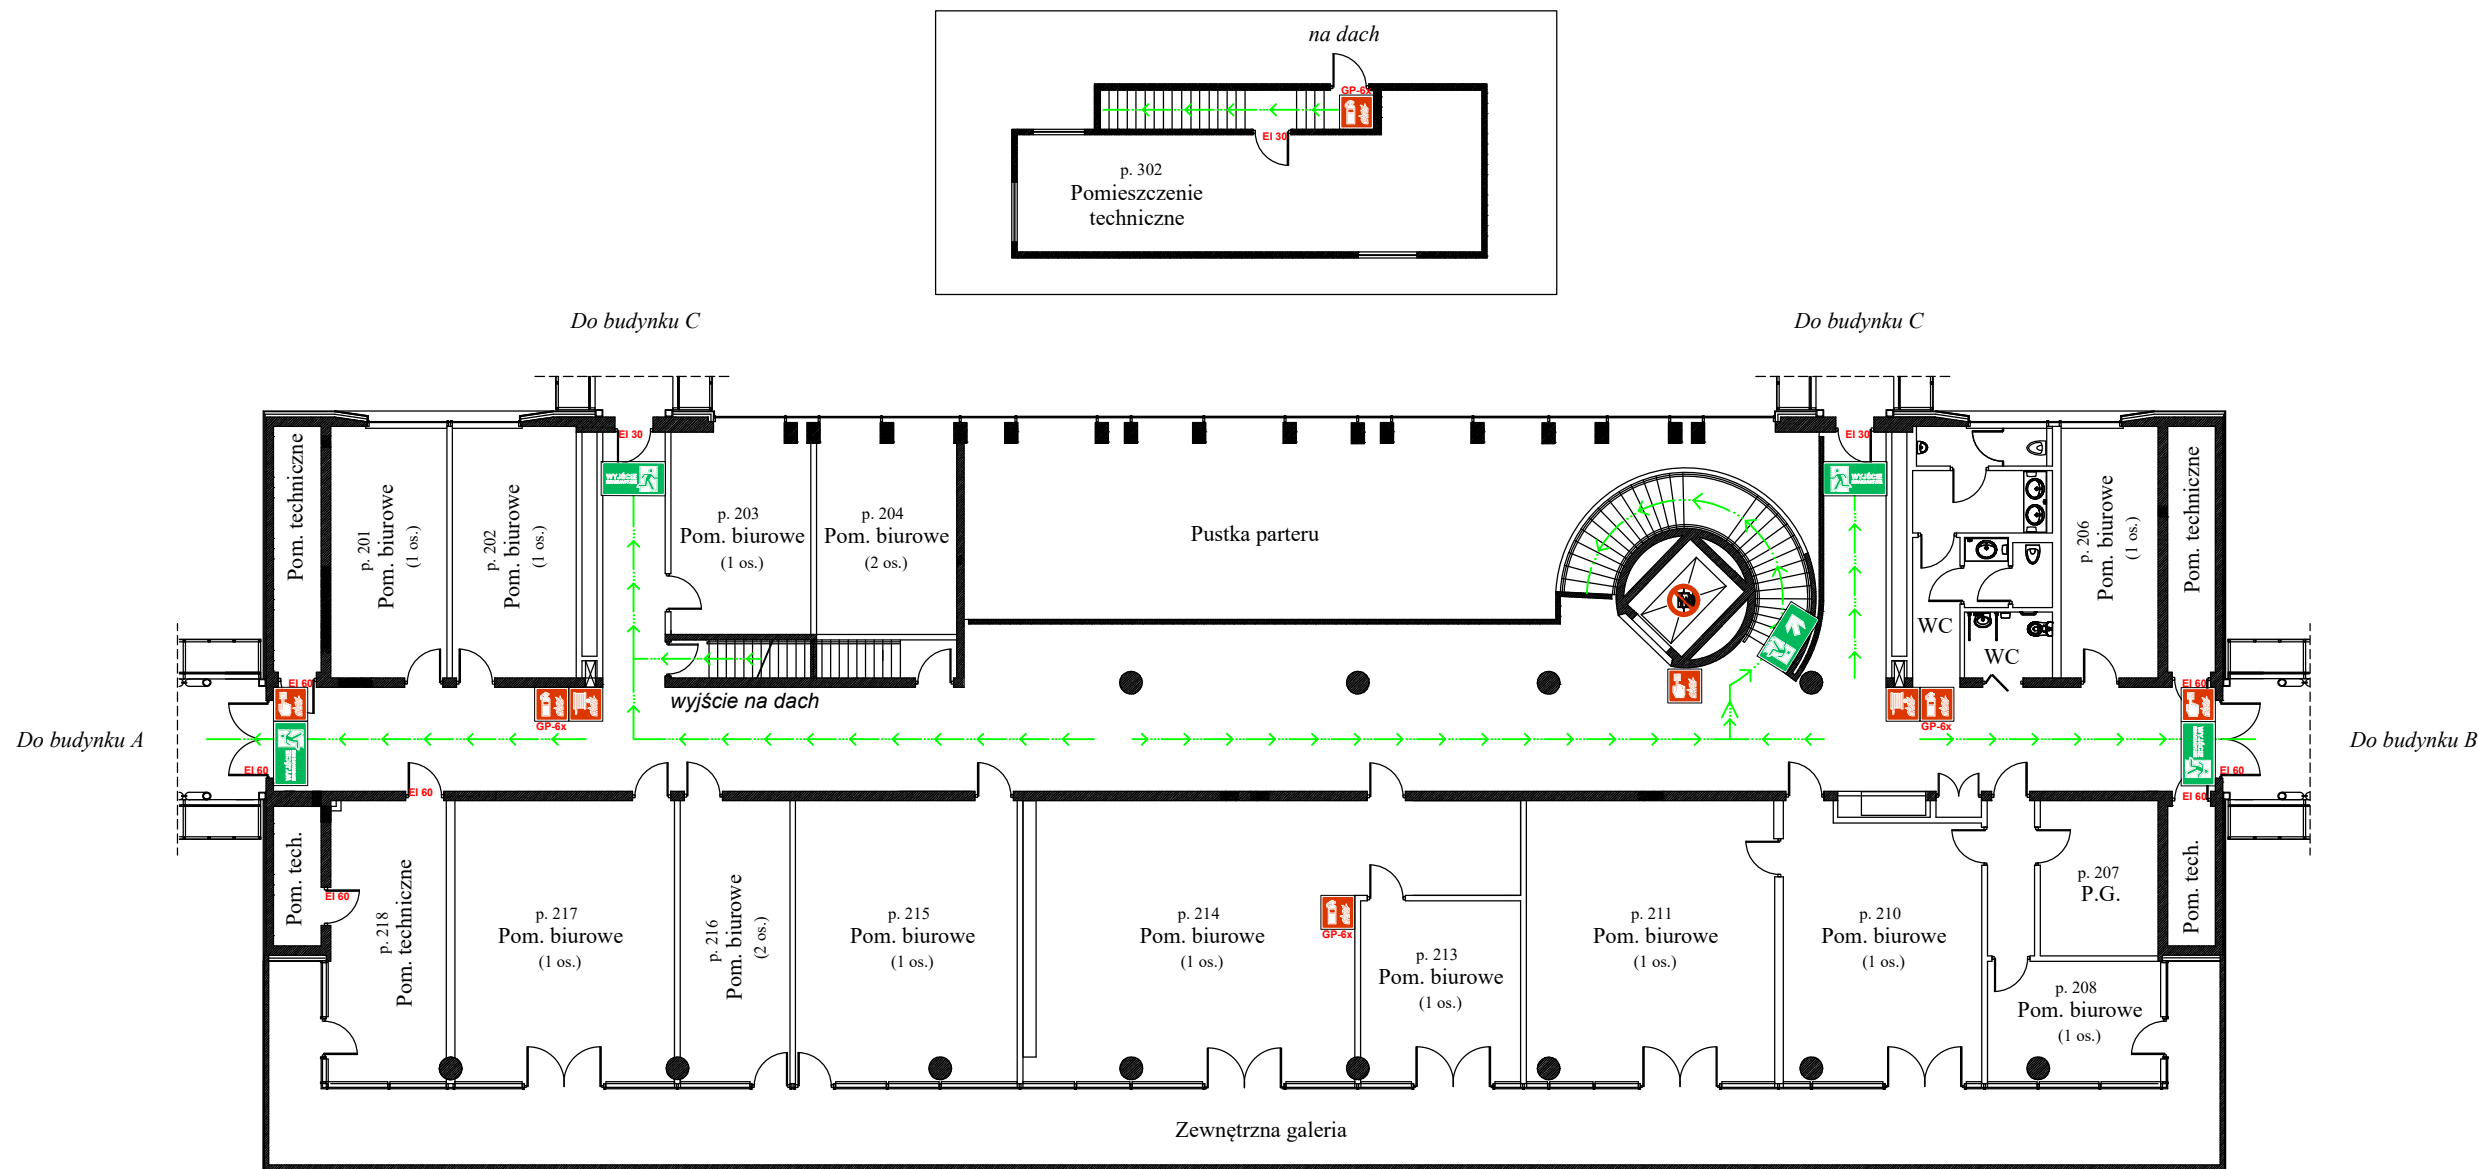 na dach
GP-6x
EI 30
p. 302
Pomieszczenie
techniczne
Do budynku C
Do budynku C
EI 30
EI 30
WYJŚCIE
WYJŚCIE
Pom. techniczne
p. 201
Pom. biurowe
(1 os.)
p. 202
Pom. biurowe
(1 os.)
p. 203
Pom. biurowe
(1 os.)
p. 204
Pom. biurowe
(2 os.)
Pustka parteru
WC
WC
p. 206
Pom. biurowe
(1 os.)
Pom. techniczne
EI 60
GP-6x
wyjście na dach
GP-6x
EI 60
Do budynku A
WYJŚCIE
Do budynku B
EI 60
EI 60
EI 60
EI 60
Pom. tech.
EI 60
p. 218
Pom. techniczne
p. 217
Pom. biurowe
(1 os.)
p. 216
Pom. biurowe
(2 os.)
p. 215
Pom. biurowe
(1 os.)
p. 214
Pom. biurowe
(1 os.)
GP-6x
p. 213
Pom. biurowe
(1 os.)
p. 211
Pom. biurowe
(1 os.)
p. 210
Pom. biurowe
(1 os.)
p. 207
P.G.
Pom. tech.
p. 208
Pom. biurowe
(1 os.)
Zewnętrzna galeria